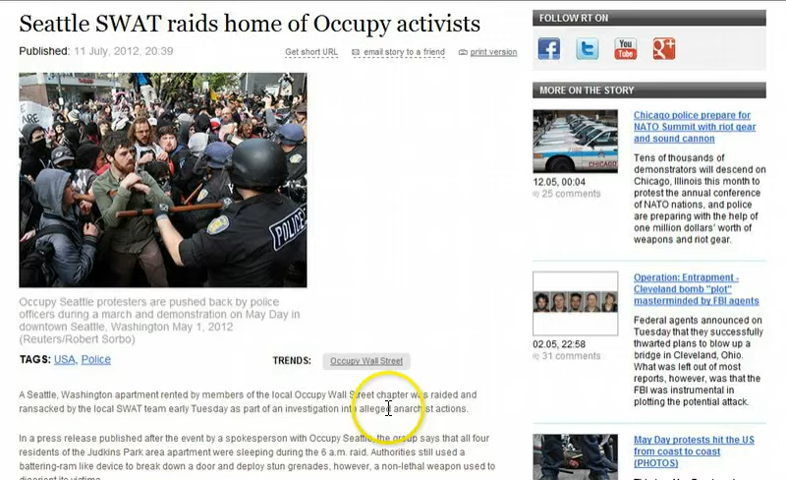 Seattle SWAT raids home of Occupy activists
Published: 11 July, 2012, 20:39
Get short URL
email story to a friend
print version
FOLLOW RT ON
You
Tube
MORE ON THE STORY
Chicago police prepare for
NATO Summit with riot gear
and sound cannon
Tens of thousands of
demonstrators will descend on
Chicago, Illinois this month to
protest the annual conference
of NATO nations, and police
are preparing with the help of
one million dollars' worth of
weapons and riot gear.
CHICAGO
12.05, 00:04
25 comments
ARE
POLICE
Occupy Seattle protesters are pushed back by police
officers during a march and demonstration on May Day in
downtown Seattle, Washington May 1, 2012
(Reuters/Robert Sorbo)
TAGS: USA, Police
TRENDS: Occupy Wall Street
Operation: Entrapment -
Cleveland bomb "plot"
masterminded by FBI agents
Federal agents announced on
Tuesday that they successfully
thwarted plans to blow up a
bridge in Cleveland, Ohio.
What was left out of most
reports, however, was that the
FBI was instrumental in
plotting the potential attack.
02.05, 22:58
31 comments
A Seattle, Washington apartment rented by members of the local Occupy Wall Street chapter was raided and
ransacked by the local SWAT team early Tuesday as part of an investigation into alleged anarchist actions.
In a press release published after the event by a spokesperson with Occupy Seattle, the group says that all four
residents of the Judkins Park area apartment were sleeping during the 6 a.m. raid. Authorities still used a
battering-ram like device to break down a door and deploy stun grenades, however, a non-lethal weapon used to
disorient its victims
May Day protests hit the US
from coast to coast
(PHOTOS)